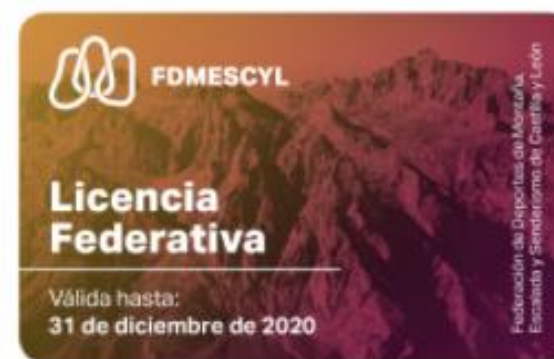 FDMESCYL
Licencia
Federativa
Válida hasta:
31 de diciembre de 2020
Federación de Deportes de Montaña,
Escalada y Senderismo de Castilla y León